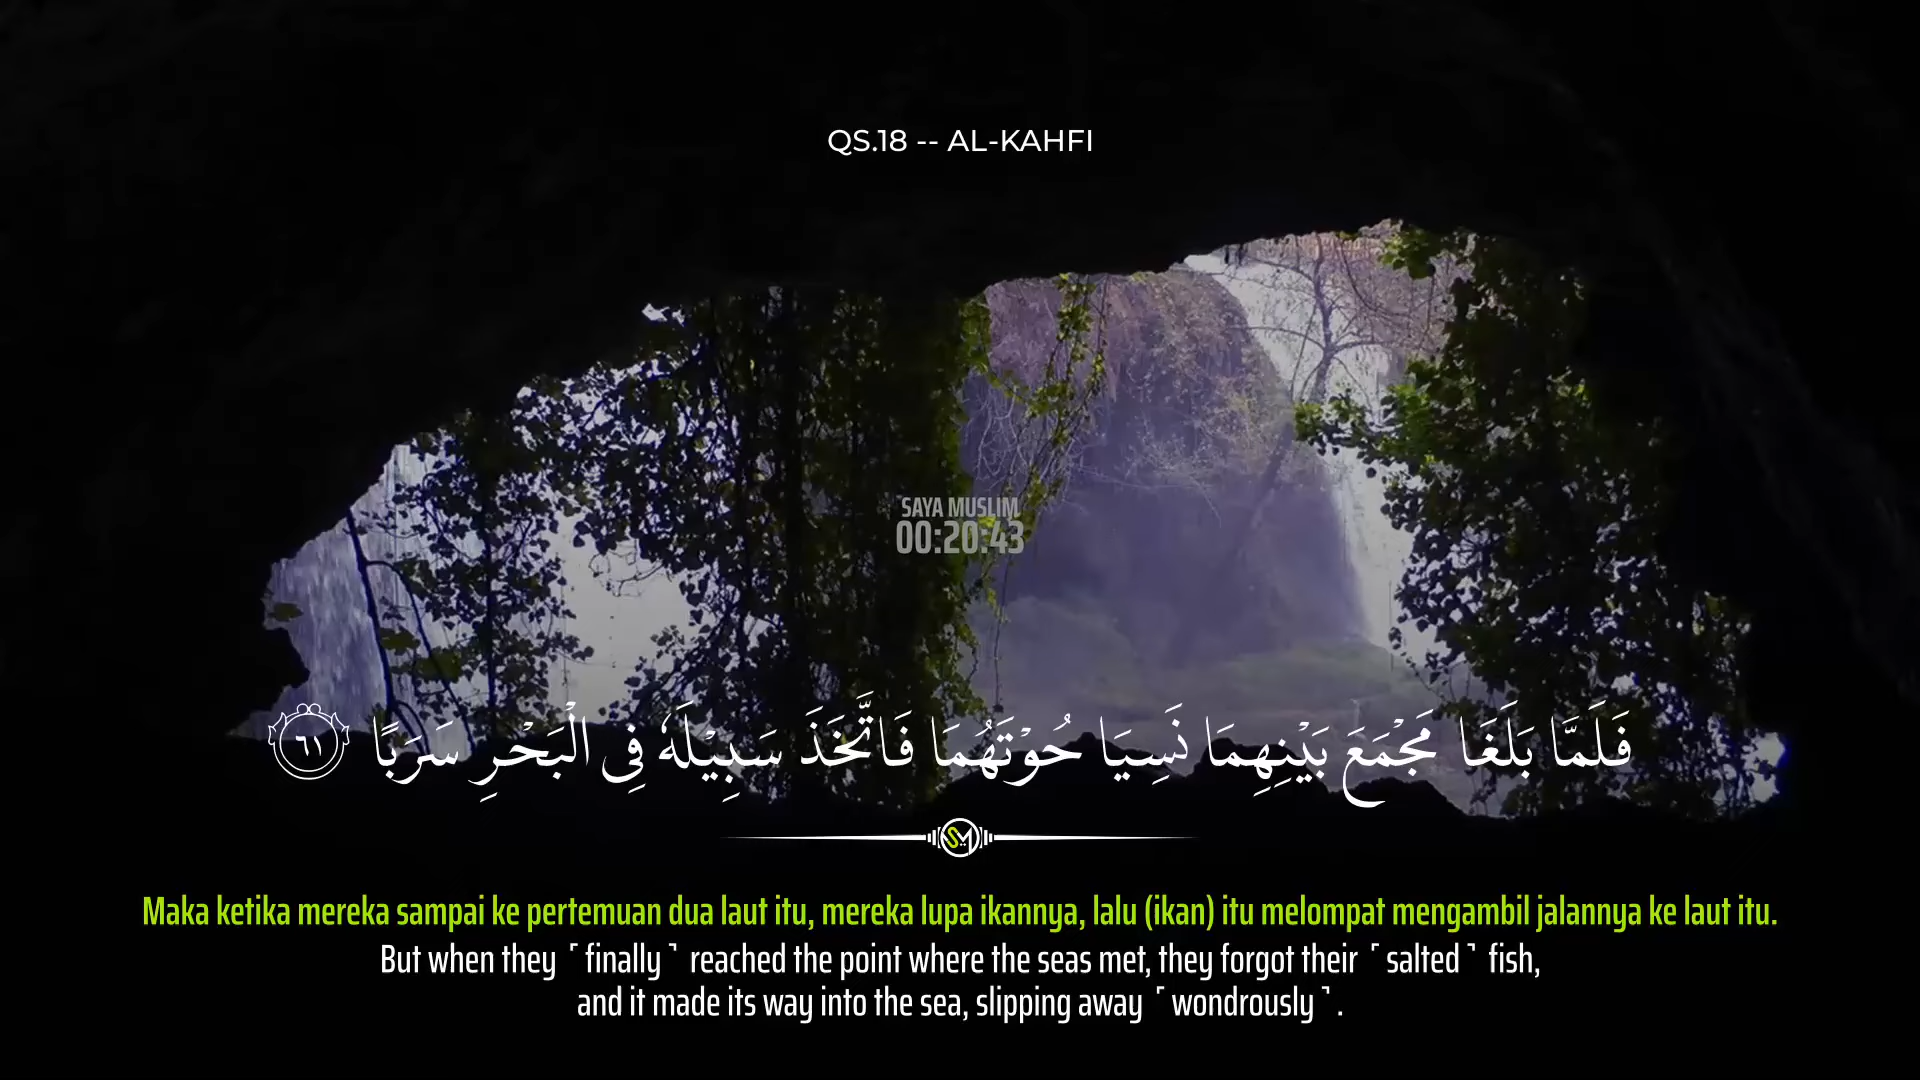 QS.18 -- AL-KAHFI
SAYA MUSLIM
00:20:43
فَلَمَّا بَلَغَا مَجْمَعَ بَيْنِهِمَا نَسِيَا حُوْتَهُمَا فَاتَّخَذَ سَبِيْلَهٗ فِى الْبَحْرِ سَرَبًا ٦١
SM
Maka ketika mereka sampai ke pertemuan dua laut itu, mereka lupa ikannya, lalu (ikan) itu melompat mengambil jalannya ke laut itu.
But when they ˹finally˺ reached the point where the seas met, they forgot their ˹salted˺ fish,
and it made its way into the sea, slipping away ˹wondrously˺.